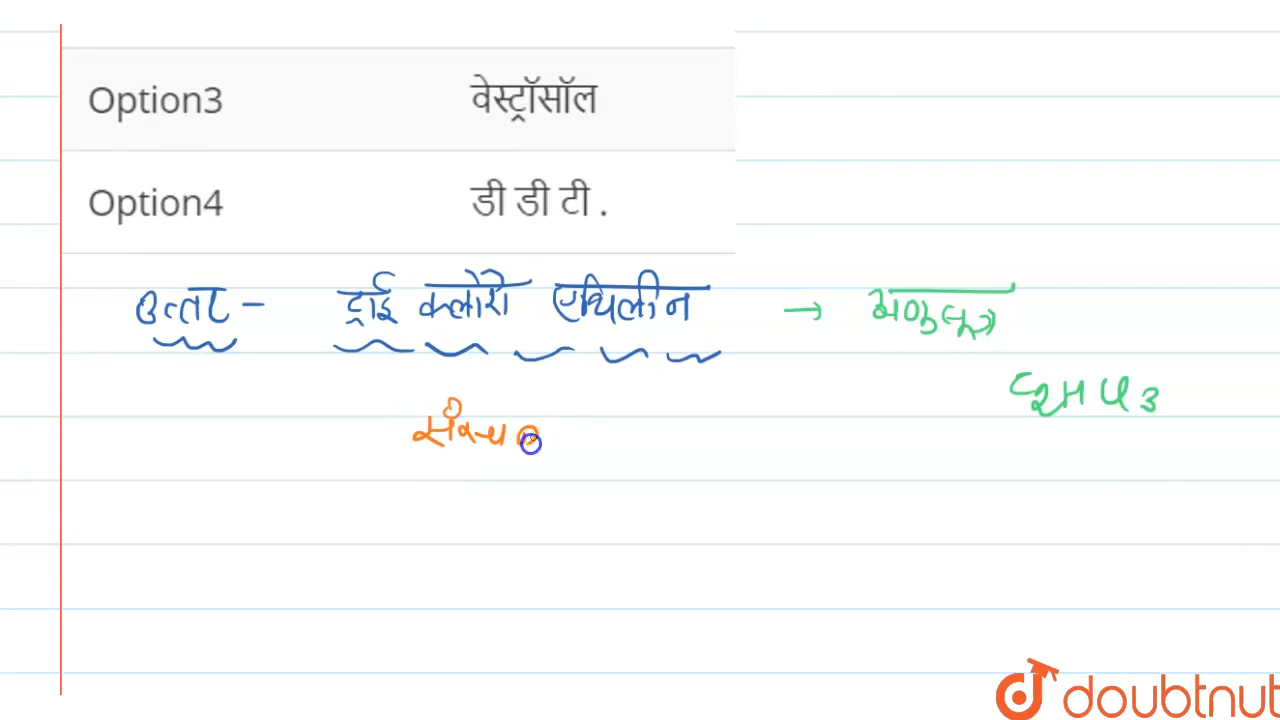 Option3 वेस्ट्रॉसॉल
Option4 डी डी टी .
उत्तर - ट्राई क्लोरो एथिलीन → अणुसूत्र
doubtnut